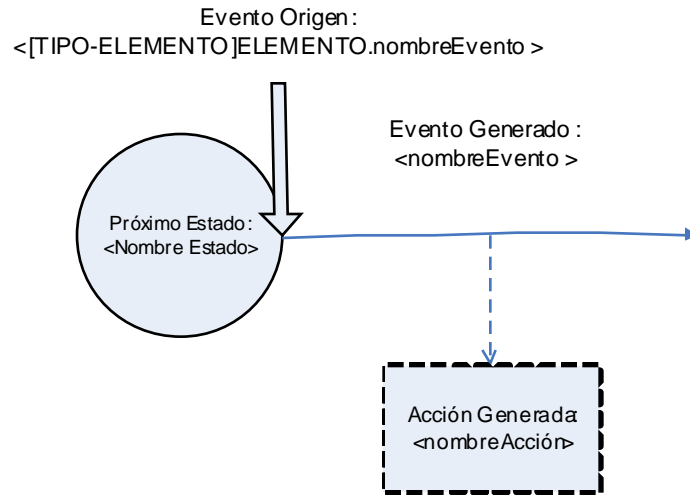 Evento Origen :
<[TIPO-ELEMENTO]ELEMENTO.nombreEvento >
Evento Generado :
<nombreEvento >
Próximo Estado :
<Nombre Estado>
Acción Generada:
<nombreAcción>